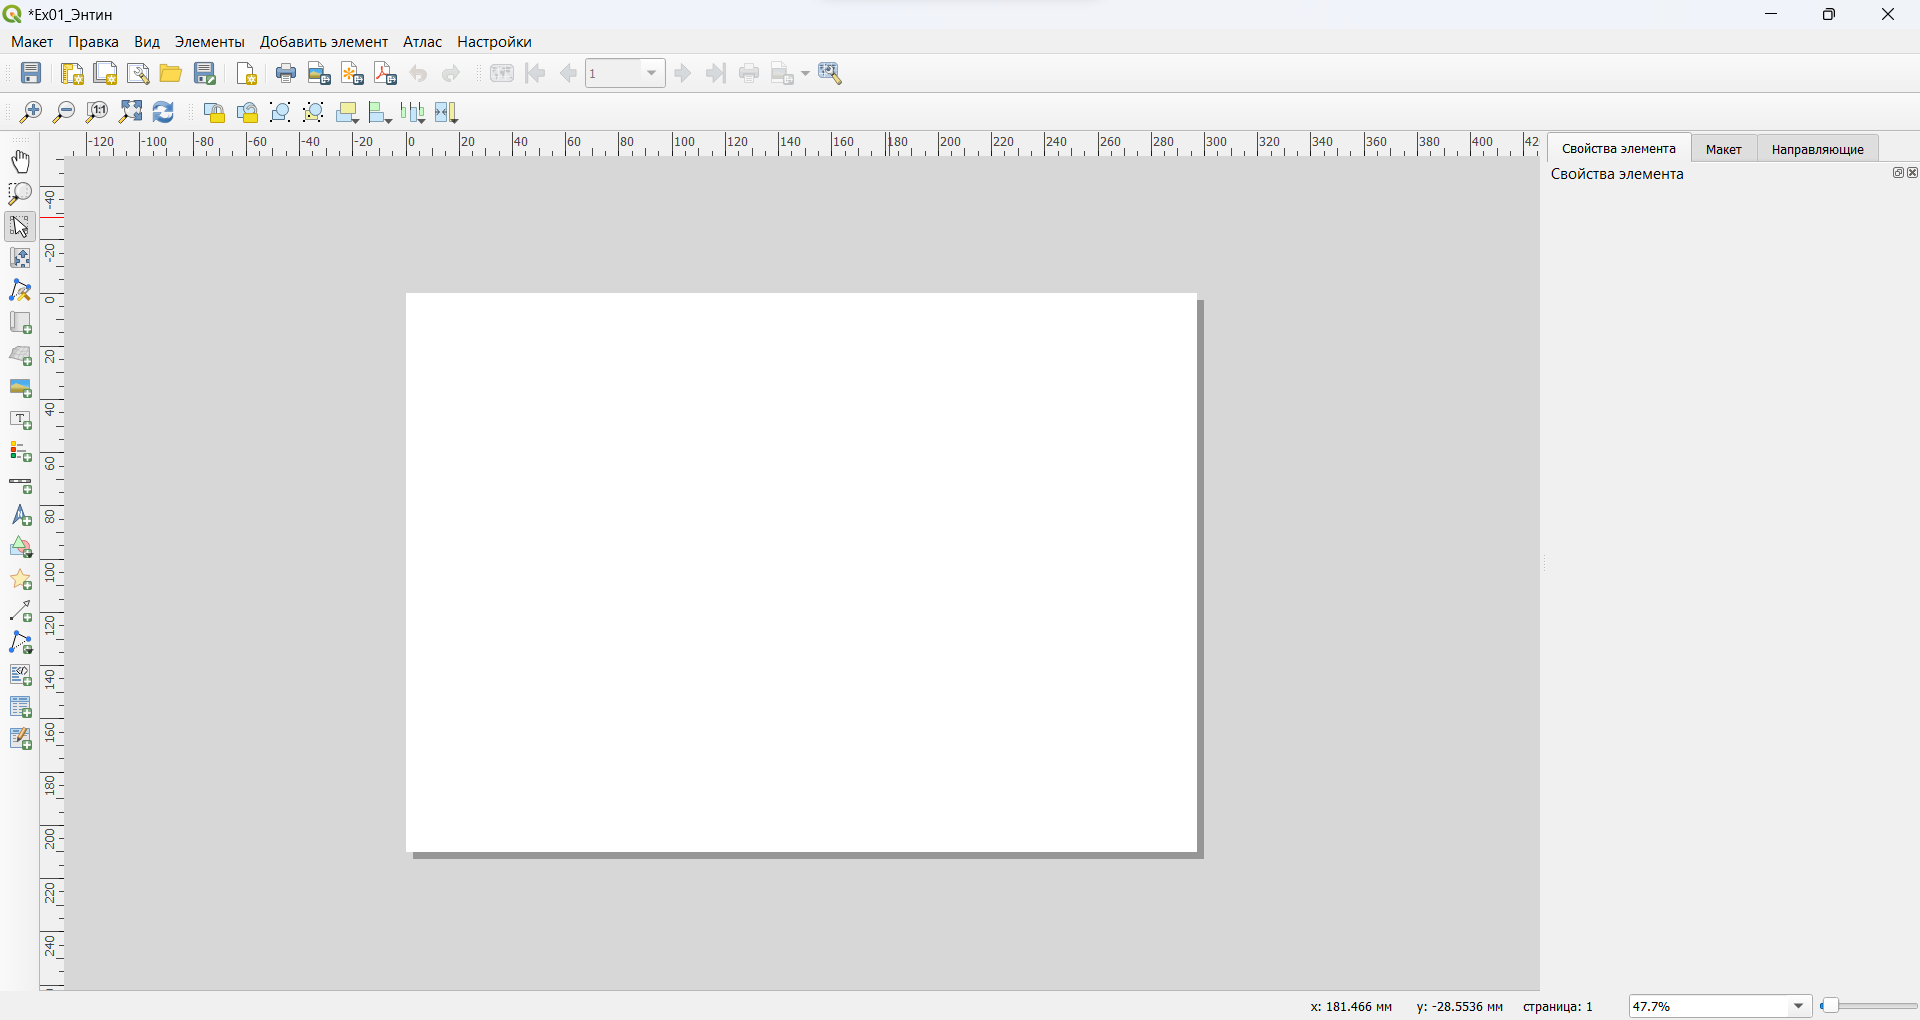 *Ex01_Энтин
Макет Правка Вид Элементы Добавить элемент Атлас Настройки
1
1:1
-120 -100 -80 -60 -40 -20 0 20 40 60 80 100 120 140 160 180 200 220 240 260 280 300 320 340 360 380 400 42
Свойства элемента Макет Направляющие
Свойства элемента
-40
-20
0
20
40
60
80
100
120
140
160
180
200
220
240
x: 181.466 мм y: -28.5536 мм страница: 1 47.7%